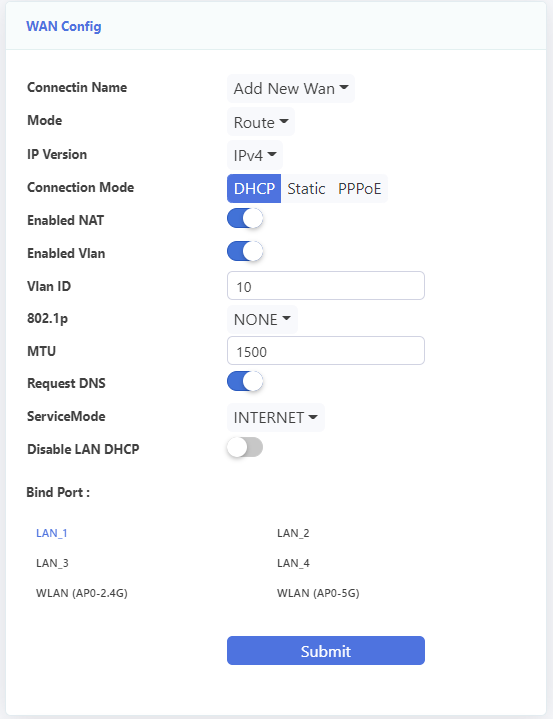 WAN Config
Connectin Name Add New Wan
Mode Route
IP Version IPv4
Connection Mode DHCP Static PPPoE
Enabled NAT
Enabled Vlan
Vlan ID 10
802.1p NONE
MTU 1500
Request DNS
ServiceMode INTERNET
Disable LAN DHCP
Bind Port :
LAN_1 LAN_2
LAN_3 LAN_4
WLAN (AP0-2.4G) WLAN (AP0-5G)
Submit